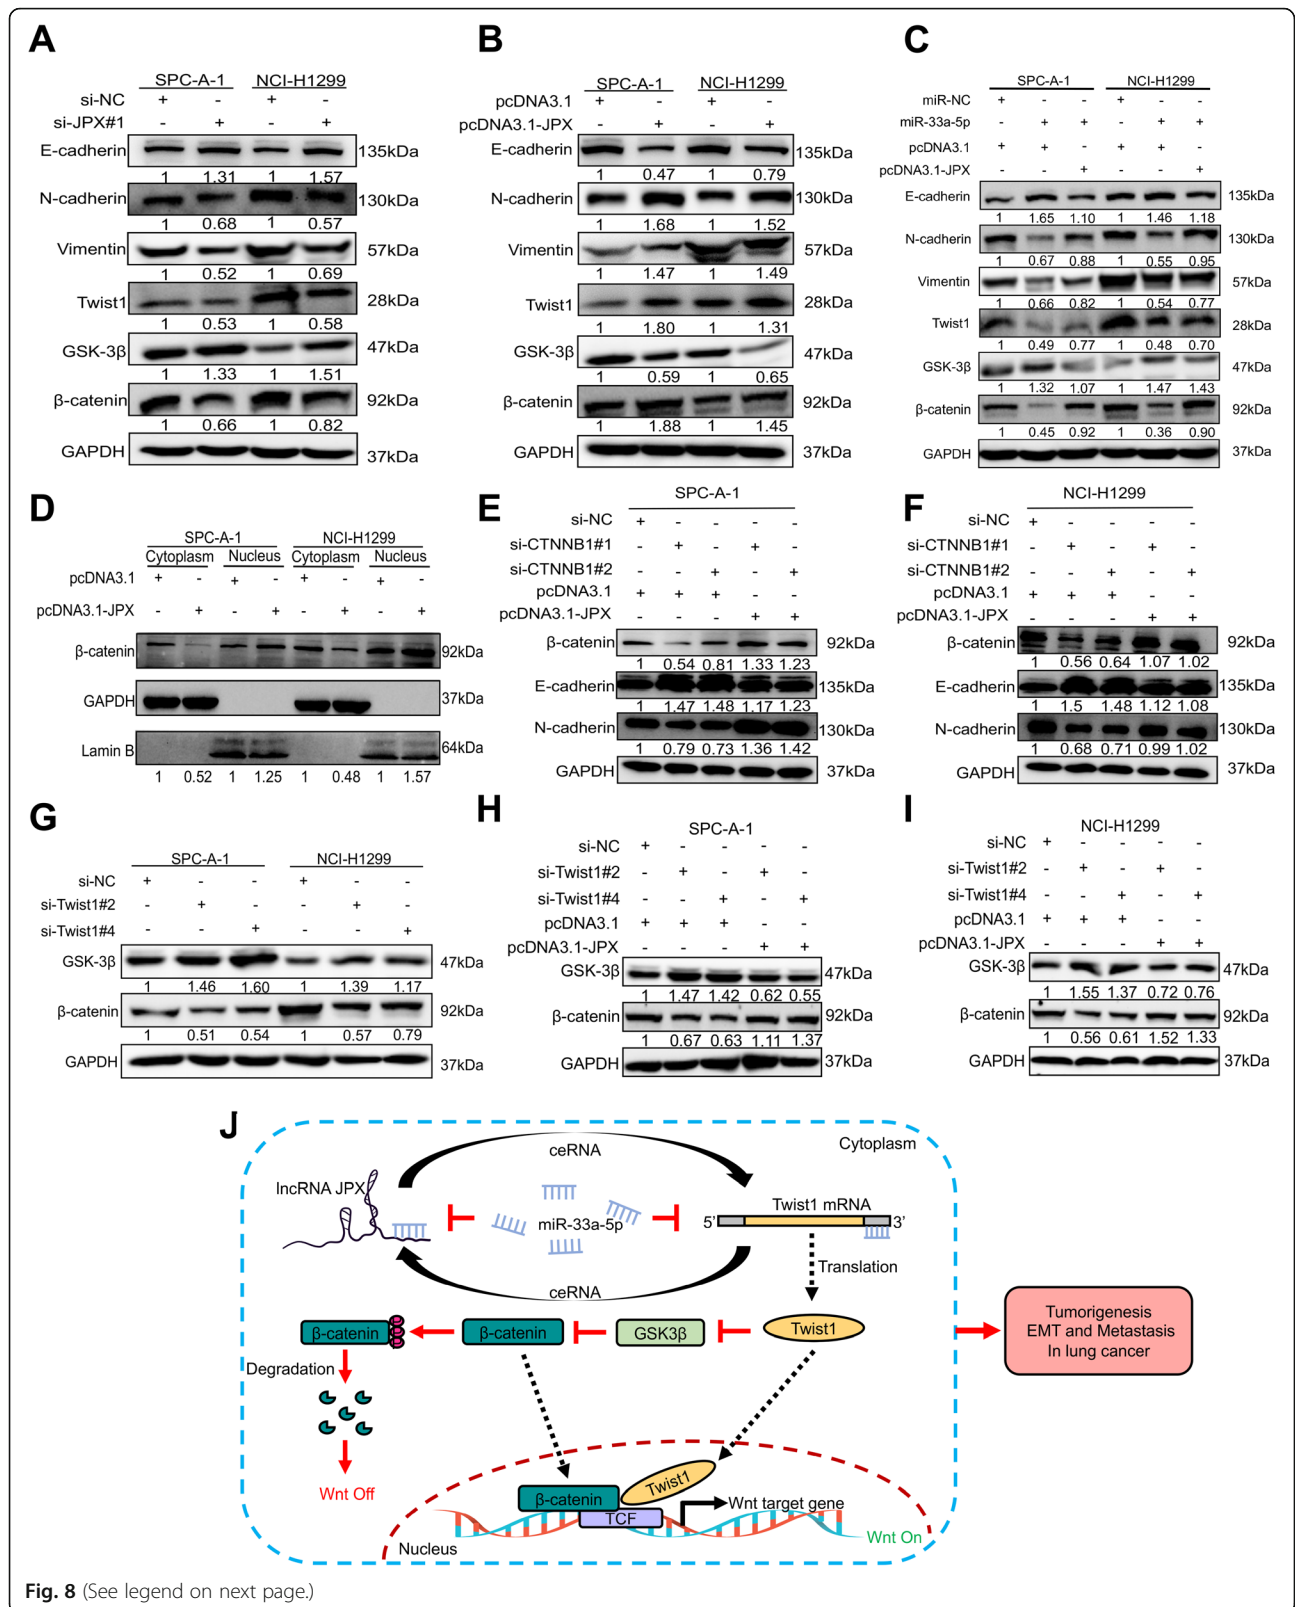 A
SPC-A-1 NCI-H1299
si-NC + - + -
si-JPX#1 - + - +
E-cadherin 135kDa
1 1.31 1 1.57
N-cadherin 130kDa
1 0.68 1 0.57
Vimentin 57kDa
1 0.52 1 0.69
Twist1 28kDa
1 0.53 1 0.58
GSK-3β 47kDa
1 1.33 1 1.51
β-catenin 92kDa
1 0.66 1 0.82
GAPDH 37kDa
B
SPC-A-1 NCI-H1299
pcDNA3.1 + - + -
pcDNA3.1-JPX - + - +
E-cadherin 135kDa
1 0.47 1 0.79
N-cadherin 130kDa
1 1.68 1 1.52
Vimentin 57kDa
1 1.47 1 1.49
Twist1 28kDa
1 1.80 1 1.31
GSK-3β 47kDa
1 0.59 1 0.65
β-catenin 92kDa
1 1.88 1 1.45
GAPDH 37kDa
C
SPC-A-1 NCI-H1299
miR-NC + - - + - -
miR-33a-5p - + + - + +
pcDNA3.1 + + - + + -
pcDNA3.1-JPX - - + - - +
E-cadherin 135kDa
1 1.65 1.10 1 1.46 1.18
N-cadherin 130kDa
1 0.67 0.88 1 0.55 0.95
Vimentin 57kDa
1 0.66 0.82 1 0.54 0.77
Twist1 28kDa
1 0.49 0.77 1 0.48 0.70
GSK-3β 47kDa
1 1.32 1.07 1 1.47 1.43
β-catenin 92kDa
1 0.45 0.92 1 0.36 0.90
GAPDH 37kDa
D
SPC-A-1 NCI-H1299
Cytoplasm Nucleus Cytoplasm Nucleus
pcDNA3.1 + - + - + - + -
pcDNA3.1-JPX - + - + - + - +
β-catenin 92kDa
GAPDH 37kDa
Lamin B 64kDa
1 0.52 1 1.25 1 0.48 1 1.57
E
SPC-A-1
si-NC + - - - -
si-CTNNB1#1 - + - + -
si-CTNNB1#2 - - + - +
pcDNA3.1 + + + - -
pcDNA3.1-JPX - - - + +
β-catenin 92kDa
1 0.54 0.81 1.33 1.23
E-cadherin 135kDa
1 1.47 1.48 1.17 1.23
N-cadherin 130kDa
1 0.79 0.73 1.36 1.42
GAPDH 37kDa
F
NCI-H1299
si-NC + - - - -
si-CTNNB1#1 - + - + -
si-CTNNB1#2 - - + - +
pcDNA3.1 + + + - -
pcDNA3.1-JPX - - - + +
β-catenin 92kDa
1 0.56 0.64 1.07 1.02
E-cadherin 135kDa
1 1.5 1.48 1.12 1.08
N-cadherin 130kDa
1 0.68 0.71 0.99 1.02
GAPDH 37kDa
G
SPC-A-1 NCI-H1299
si-NC + - - + - -
si-Twist1#2 - + - - + -
si-Twist1#4 - - + - - +
GSK-3β 47kDa
1 1.46 1.60 1 1.39 1.17
β-catenin 92kDa
1 0.51 0.54 1 0.57 0.79
GAPDH 37kDa
H
SPC-A-1
si-NC + - - - -
si-Twist1#2 - + - + -
si-Twist1#4 - - + - +
pcDNA3.1 + + + - -
pcDNA3.1-JPX - - - + +
GSK-3β 47kDa
1 1.47 1.42 0.62 0.55
β-catenin 92kDa
1 0.67 0.63 1.11 1.37
GAPDH 37kDa
I
NCI-H1299
si-NC + - - - -
si-Twist1#2 - + - + -
si-Twist1#4 - - + - +
pcDNA3.1 + + + - -
pcDNA3.1-JPX - - - + +
GSK-3β 47kDa
1 1.55 1.37 0.72 0.76
β-catenin 92kDa
1 0.56 0.61 1.52 1.33
GAPDH 37kDa
J
Cytoplasm
ceRNA
lncRNA JPX
miR-33a-5p
Twist1 mRNA
5' 3'
Translation
ceRNA
β-catenin β-catenin GSK3β Twist1
Degradation
Wnt Off
Tumorigenesis
EMT and Metastasis
In lung cancer
Twist1
β-catenin
TCF
Wnt target gene
Wnt On
Nucleus
Fig. 8 (See legend on next page.)